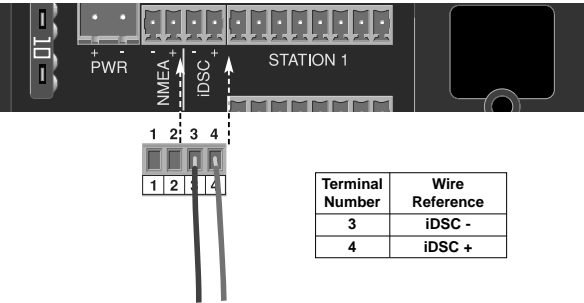 10
+ - - + - +
PWR
NMEA
iDSC
STATION 1
1 2 3 4
1 2 3 4
Terminal Number Wire Reference
3 iDSC -
4 iDSC +